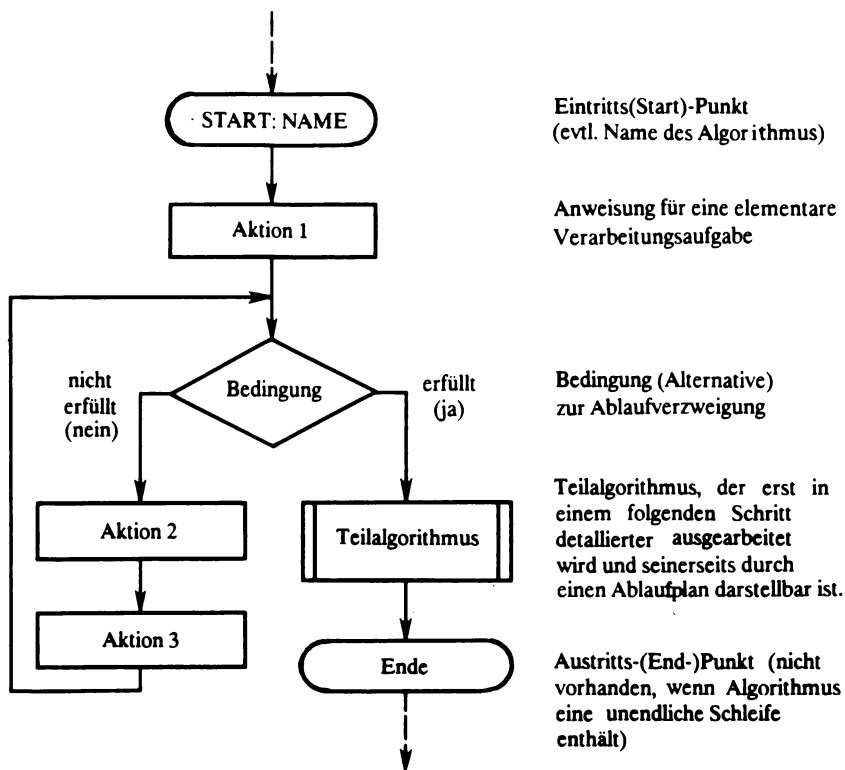 START: NAME
Eintritts(Start)-Punkt
(evtl. Name des Algorithmus)
Aktion 1
Anweisung für eine elementare
Verarbeitungsaufgabe
nicht
erfüllt
(nein)
Bedingung
erfüllt
(ja)
Bedingung (Alternative)
zur Ablaufverzweigung
Aktion 2
Teilalgorithmus
Teilalgorithmus, der erst in
einem folgenden Schritt
detallierter ausgearbeitet
wird und seinerseits durch
einen Ablaufplan darstellbar ist.
Aktion 3
Ende
Austritts-(End-)Punkt (nicht
vorhanden, wenn Algorithmus
eine unendliche Schleife
enthält)